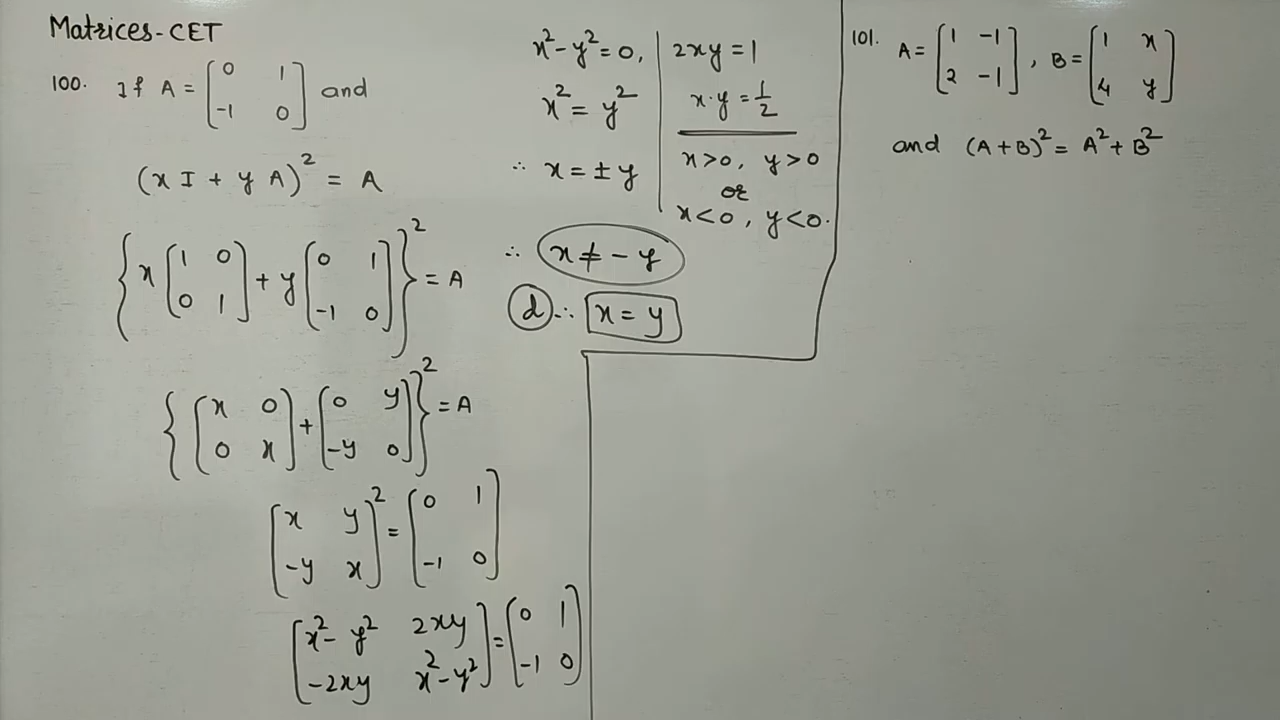 Matrices-CET
100. If A = [0 1; -1 0] and
(x I + y A)² = A
{x [1 0; 0 1] + y [0 1; -1 0]}² = A
{[x 0; 0 x] + [0 y; -y 0]}² = A
[x y; -y x]² = [0 1; -1 0]
[x²-y² 2xy; -2xy x²-y²] = [0 1; -1 0]
x² - y² = 0,
x² = y²
∴ x = ± y
2xy = 1
x·y = 1/2
x>0, y>0
or
x<0, y<0.
∴ x ≠ - y
(d) ∴ x = y
101. A = [1 -1; 2 -1], B = [1 x; 4 y]
and (A+B)² = A² + B²